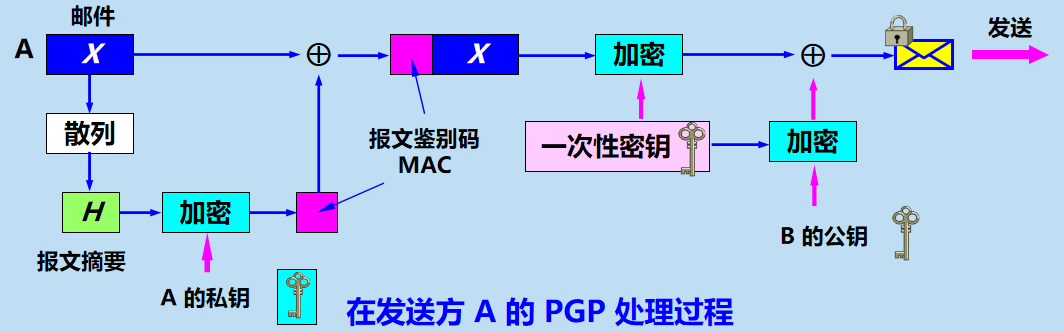 邮件
A
X
散列
H
报文摘要
加密
A 的私钥
X
报文鉴别码
MAC
加密
一次性密钥
加密
B 的公钥
发送
在发送方 A 的 PGP 处理过程